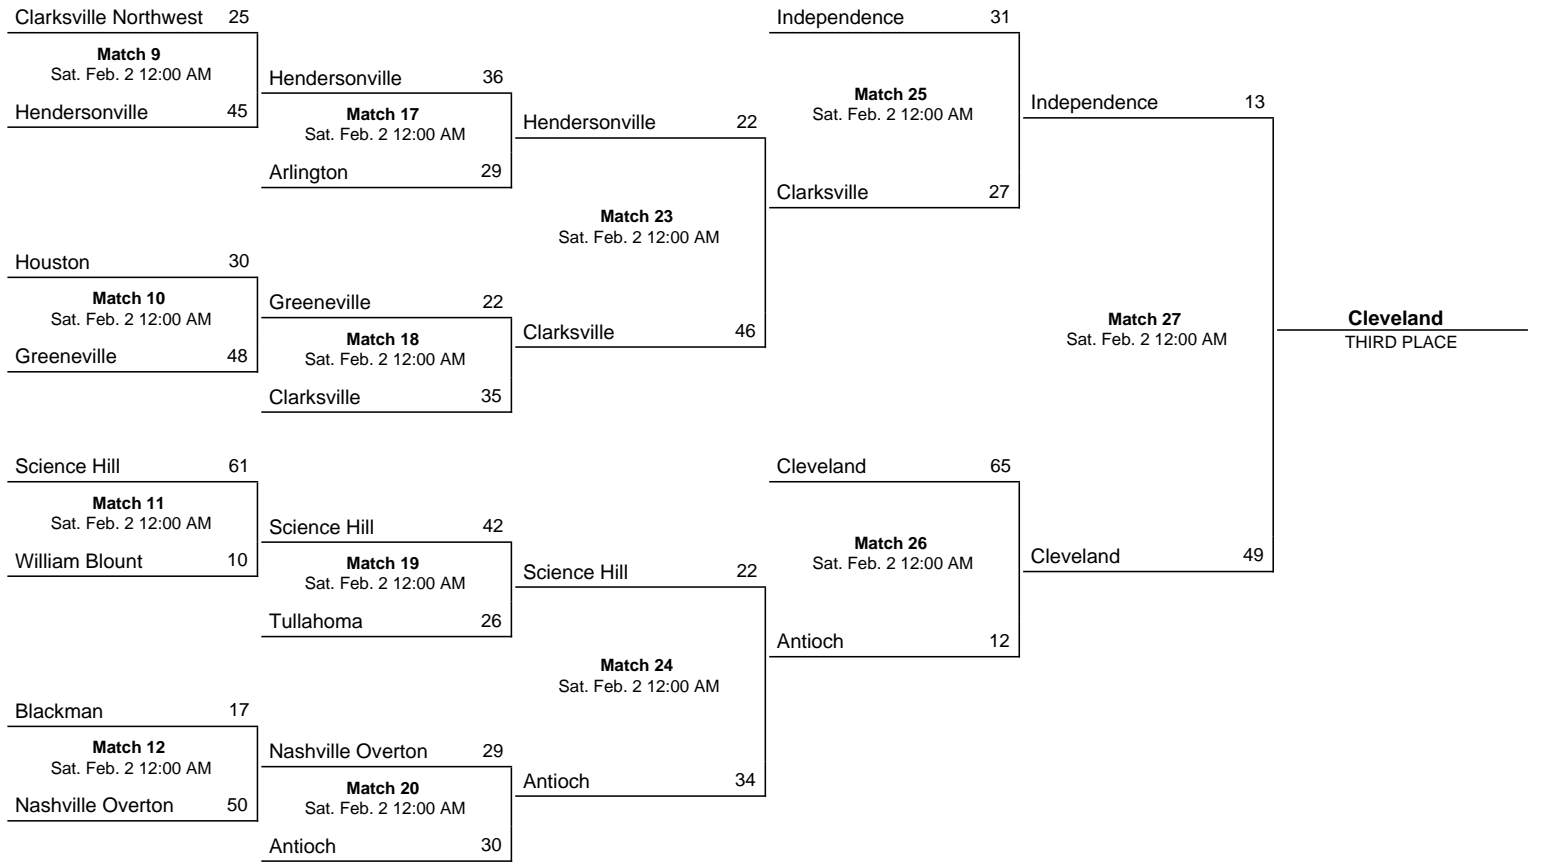 Clarksville Northwest 25
Match 9
Sat. Feb. 2 12:00 AM
Hendersonville 45
Houston 30
Match 10
Sat. Feb. 2 12:00 AM
Greeneville 48
Science Hill 61
Match 11
Sat. Feb. 2 12:00 AM
William Blount 10
Blackman 17
Match 12
Sat. Feb. 2 12:00 AM
Nashville Overton 50
Hendersonville 36
Match 17
Sat. Feb. 2 12:00 AM
Arlington 29
Greeneville 22
Match 18
Sat. Feb. 2 12:00 AM
Clarksville 35
Science Hill 42
Match 19
Sat. Feb. 2 12:00 AM
Tullahoma 26
Nashville Overton 29
Match 20
Sat. Feb. 2 12:00 AM
Antioch 30
Hendersonville 22
Match 23
Sat. Feb. 2 12:00 AM
Clarksville 46
Science Hill 22
Match 24
Sat. Feb. 2 12:00 AM
Antioch 34
Independence 31
Match 25
Sat. Feb. 2 12:00 AM
Clarksville 27
Cleveland 65
Match 26
Sat. Feb. 2 12:00 AM
Antioch 12
Independence 13
Match 27
Sat. Feb. 2 12:00 AM
Cleveland 49
Cleveland
THIRD PLACE